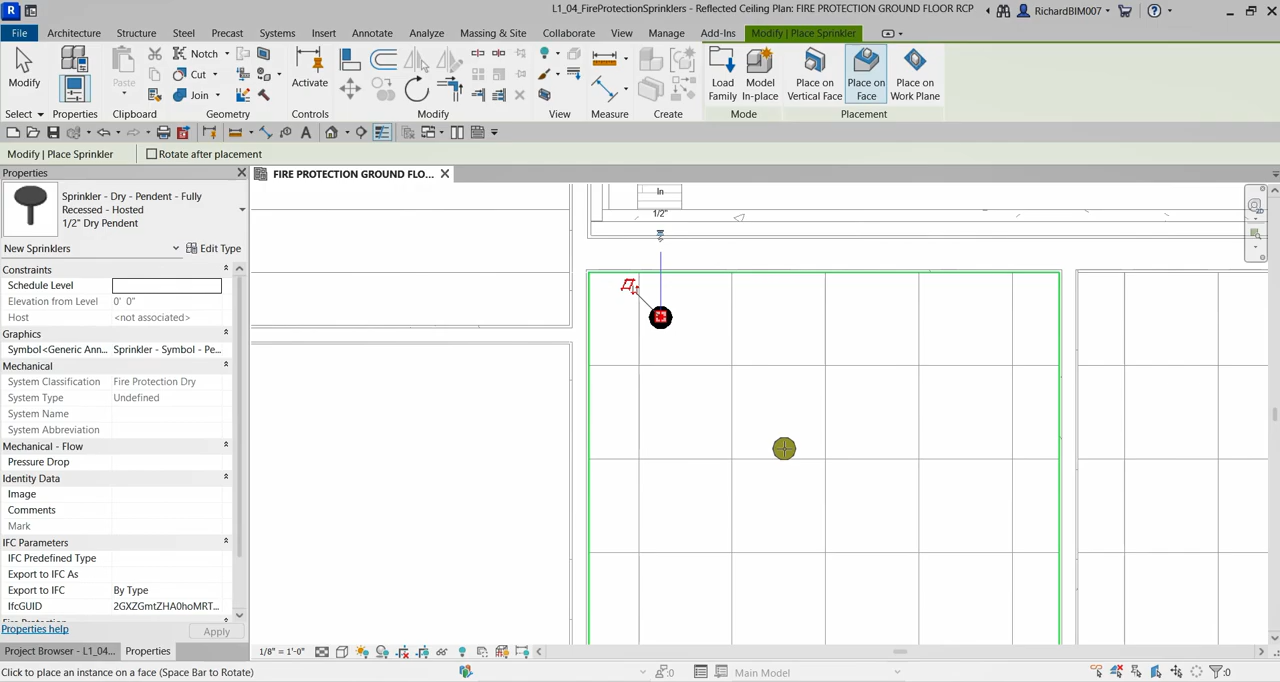 L1_04_FireProtectionSprinklers - Reflected Ceiling Plan: FIRE PROTECTION GROUND FLOOR RCP
RichardBIM007
File Architecture Structure Steel Precast Systems Insert Annotate Analyze Massing & Site Collaborate View Manage Add-Ins Modify | Place Sprinkler
Modify Paste Notch Cut Join Activate Load Family Model In-place Place on Vertical Face Place on Face Place on Work Plane
Select Properties Clipboard Geometry Controls Modify View Measure Create Mode Placement
Modify | Place Sprinkler Rotate after placement
Properties
FIRE PROTECTION GROUND FLO...
Sprinkler - Dry - Pendent - Fully
Recessed - Hosted
1/2" Dry Pendent
New Sprinklers Edit Type
Constraints
Schedule Level
Elevation from Level 0' 0"
Host <not associated>
Graphics
Symbol<Generic Ann... Sprinkler - Symbol - Pe...
Mechanical
System Classification Fire Protection Dry
System Type Undefined
System Name
System Abbreviation
Mechanical - Flow
Pressure Drop
Identity Data
Image
Comments
Mark
IFC Parameters
IFC Predefined Type
Export to IFC As
Export to IFC By Type
IfcGUID 2GXZGmtZHA0hoMRT...
Properties help Apply
Project Browser - L1_04... Properties
In
1/2"
1/8" = 1'-0"
Click to place an instance on a face (Space Bar to Rotate)
:0 Main Model :0